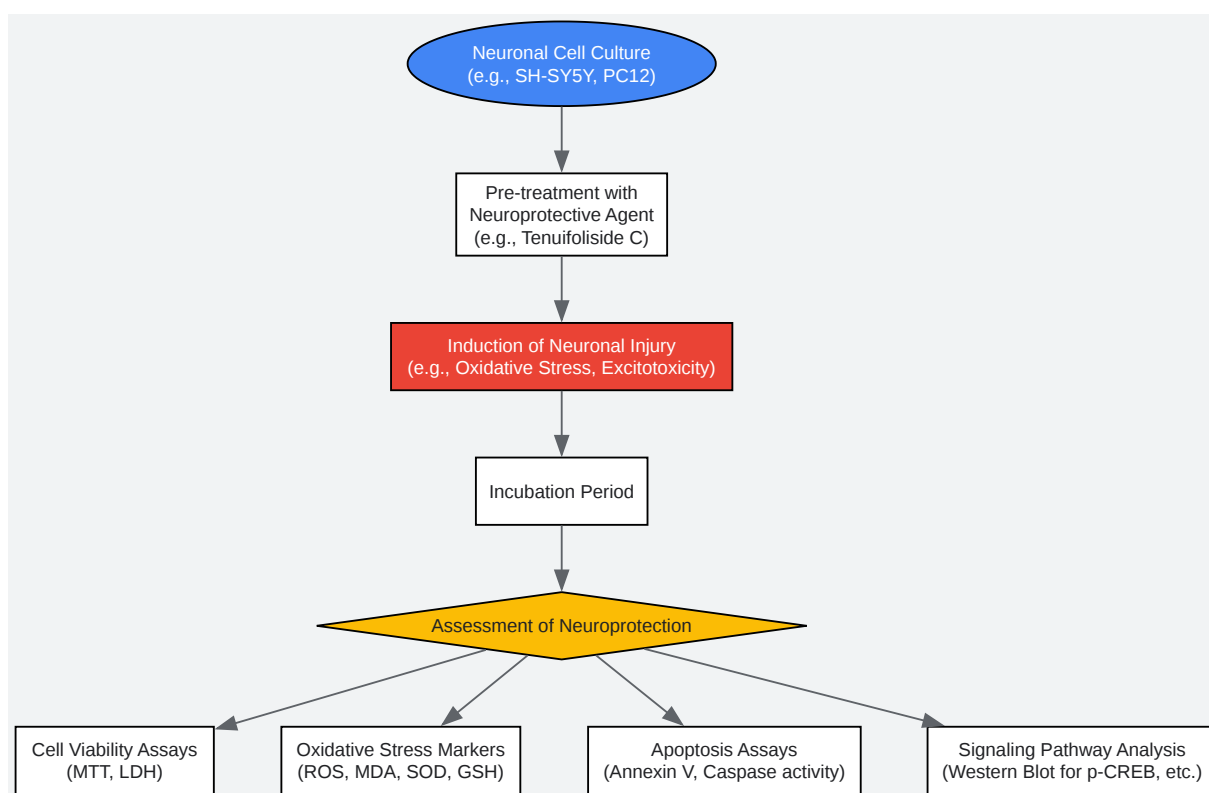 Neuronal Cell Culture
(e.g., SH-SY5Y, PC12)
Pre-treatment with
Neuroprotective Agent
(e.g., Tenuifoliside C)
Induction of Neuronal Injury
(e.g., Oxidative Stress, Excitotoxicity)
Incubation Period
Assessment of Neuroprotection
Cell Viability Assays
(MTT, LDH)
Oxidative Stress Markers
(ROS, MDA, SOD, GSH)
Apoptosis Assays
(Annexin V, Caspase activity)
Signaling Pathway Analysis
(Western Blot for p-CREB, etc.)